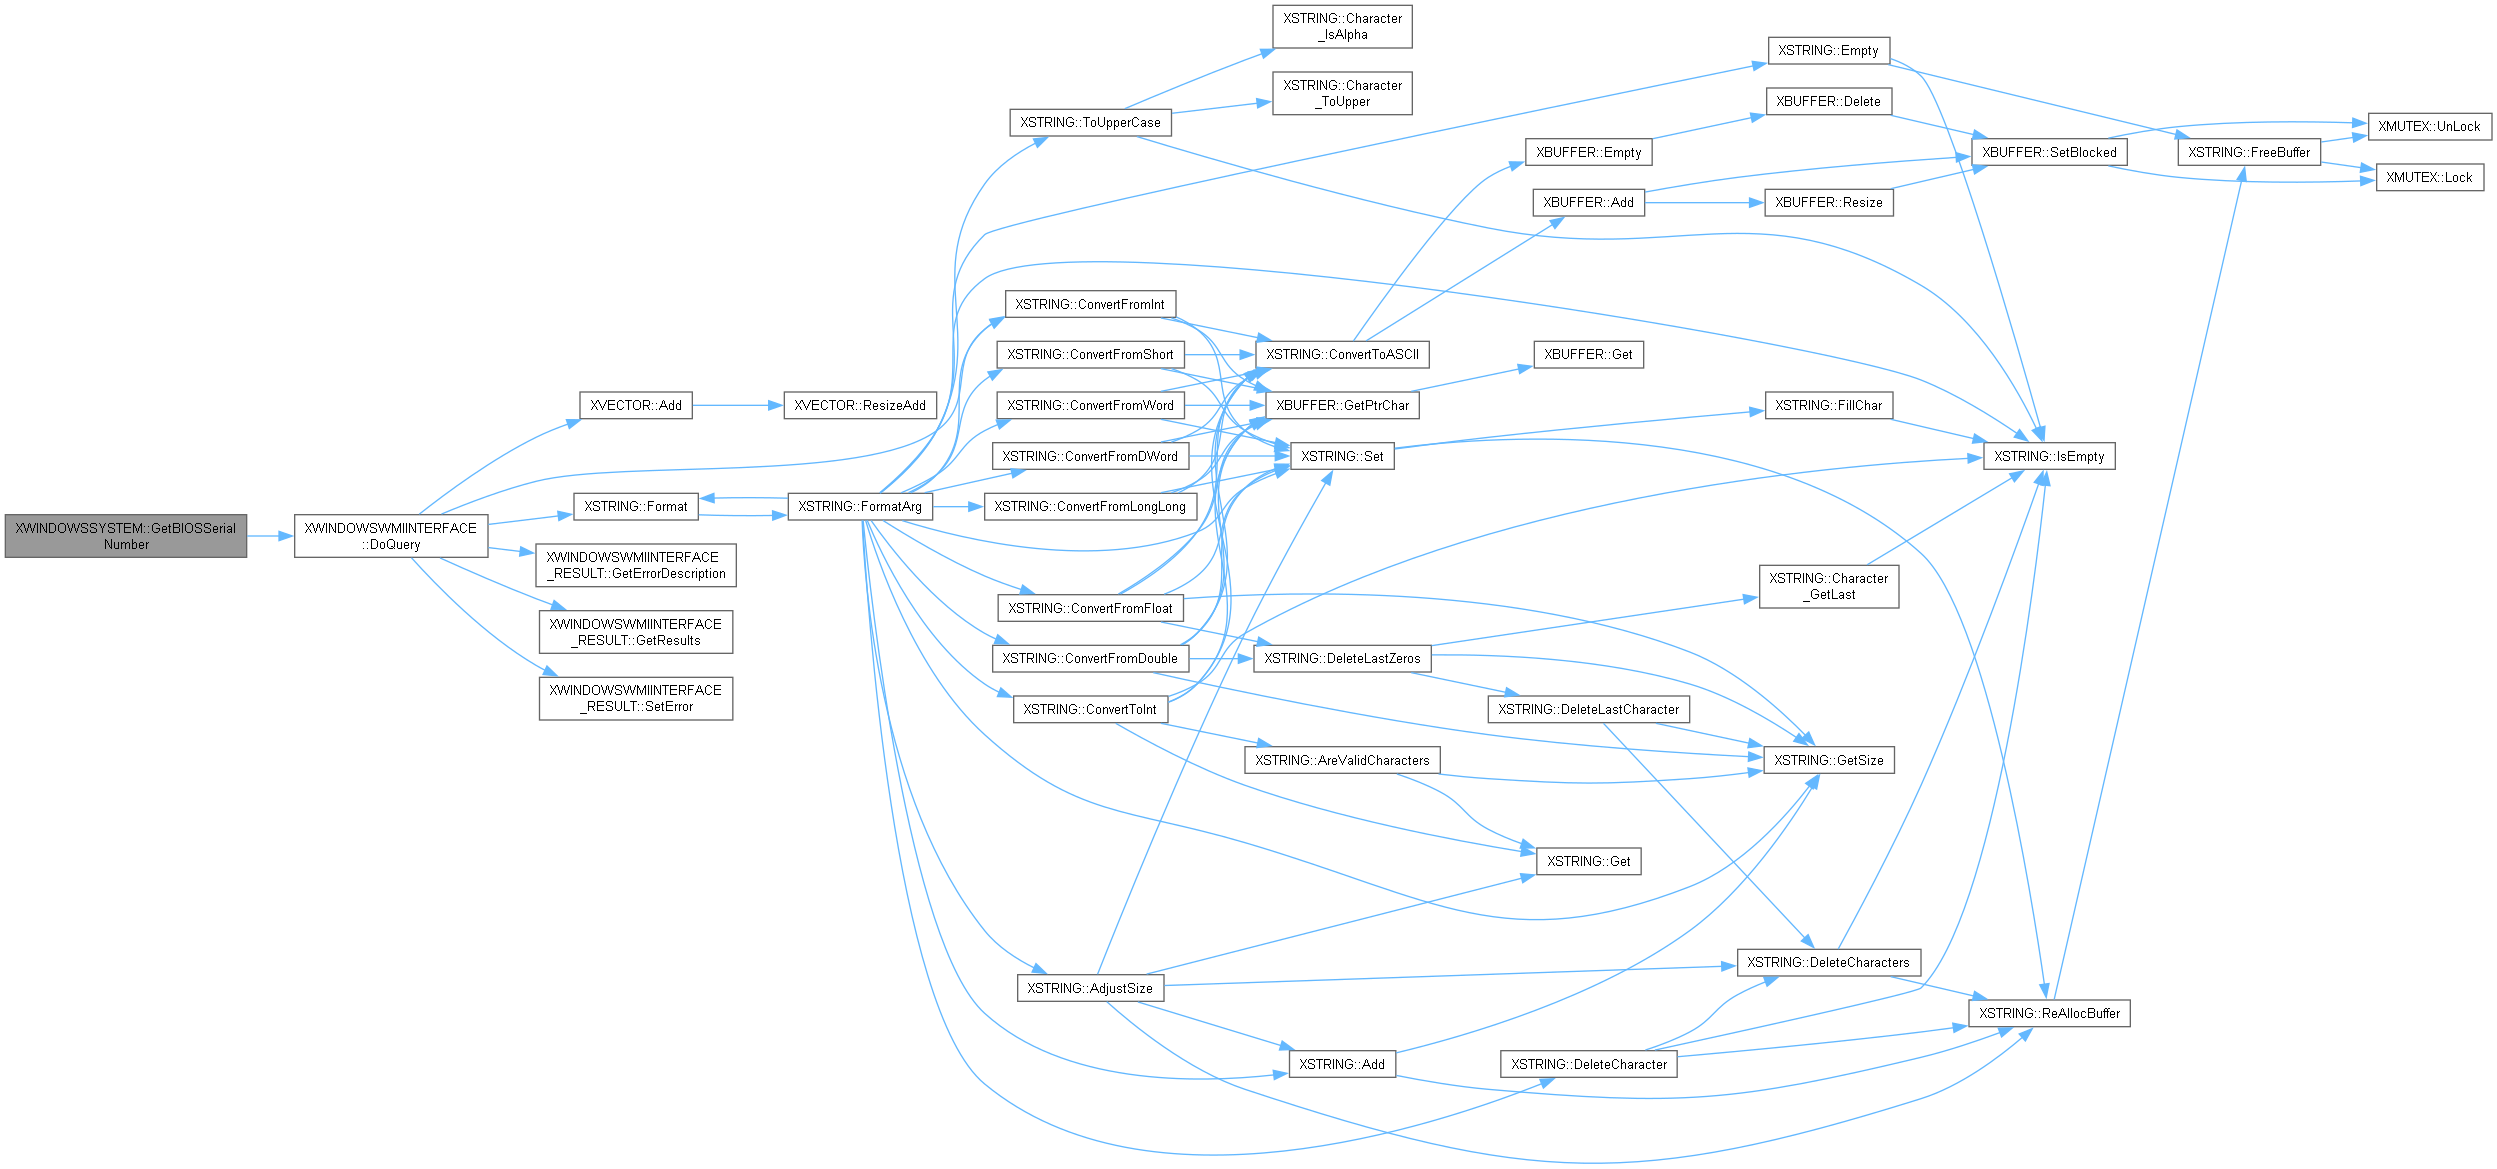 XWINDOWSSYSTEM::GetBIOSSerial
Number
XWINDOWSWMIINTERFACE
::DoQuery
XVECTOR::Add
XVECTOR::ResizeAdd
XSTRING::Format
XWINDOWSWMIINTERFACE
_RESULT::GetErrorDescription
XWINDOWSWMIINTERFACE
_RESULT::GetResults
XWINDOWSWMIINTERFACE
_RESULT::SetError
XSTRING::FormatArg
XSTRING::ToUpperCase
XSTRING::ConvertFromInt
XSTRING::ConvertFromShort
XSTRING::ConvertFromWord
XSTRING::ConvertFromDWord
XSTRING::ConvertFromLongLong
XSTRING::ConvertFromFloat
XSTRING::ConvertFromDouble
XSTRING::ConvertToInt
XSTRING::AdjustSize
XSTRING::Character
_IsAlpha
XSTRING::Character
_ToUpper
XSTRING::ConvertToASCII
XBUFFER::GetPtrChar
XSTRING::Set
XSTRING::DeleteLastZeros
XSTRING::AreValidCharacters
XSTRING::Add
XBUFFER::Empty
XBUFFER::Add
XBUFFER::Get
XSTRING::DeleteLastCharacter
XSTRING::Get
XSTRING::DeleteCharacter
XSTRING::Empty
XBUFFER::Delete
XBUFFER::Resize
XSTRING::FillChar
XSTRING::Character
_GetLast
XSTRING::GetSize
XSTRING::DeleteCharacters
XBUFFER::SetBlocked
XSTRING::IsEmpty
XSTRING::ReAllocBuffer
XSTRING::FreeBuffer
XMUTEX::UnLock
XMUTEX::Lock